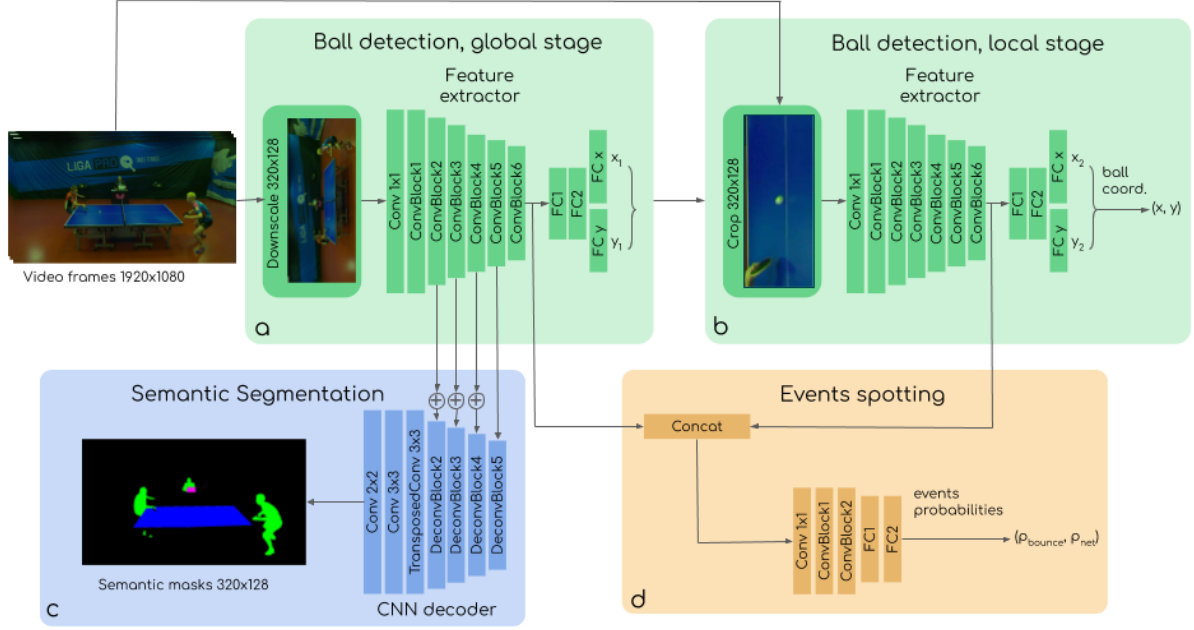 Ball detection, global stage
Feature
extractor
Downscale 320x128
Conv 1x1
ConvBlock1
ConvBlock2
ConvBlock3
ConvBlock4
ConvBlock5
ConvBlock6
FC1
FC2
FC x
FC y
x1
y1
a
LIGA PRO
Video frames 1920x1080
Ball detection, local stage
Feature
extractor
Crop 320x128
Conv 1x1
ConvBlock1
ConvBlock2
ConvBlock3
ConvBlock4
ConvBlock5
ConvBlock6
FC1
FC2
FC x
FC y
x2
y2
ball
coord.
(x, y)
b
Semantic Segmentation
Conv 2x2
Conv 3x3
TransposedConv 3x3
DeconvBlock2
DeconvBlock3
DeconvBlock4
DeconvBlock5
Semantic masks 320x128
CNN decoder
c
Events spotting
Concat
Conv 1x1
ConvBlock1
ConvBlock2
FC1
FC2
events
probabilities
(ρbounce, ρnet)
d